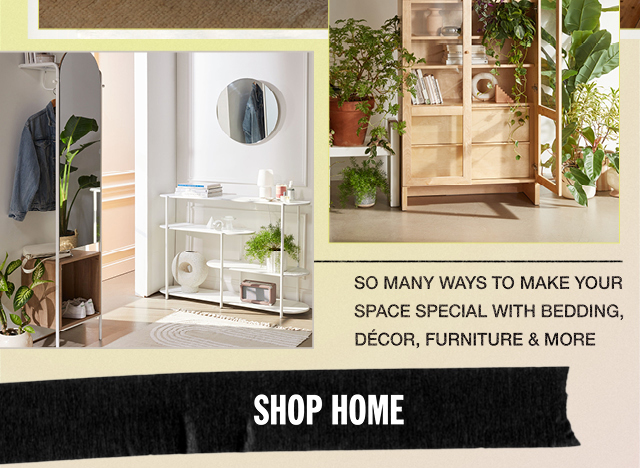 SO MANY WAYS TO MAKE YOUR
SPACE SPECIAL WITH BEDDING,
DÉCOR, FURNITURE & MORE
SHOP HOME